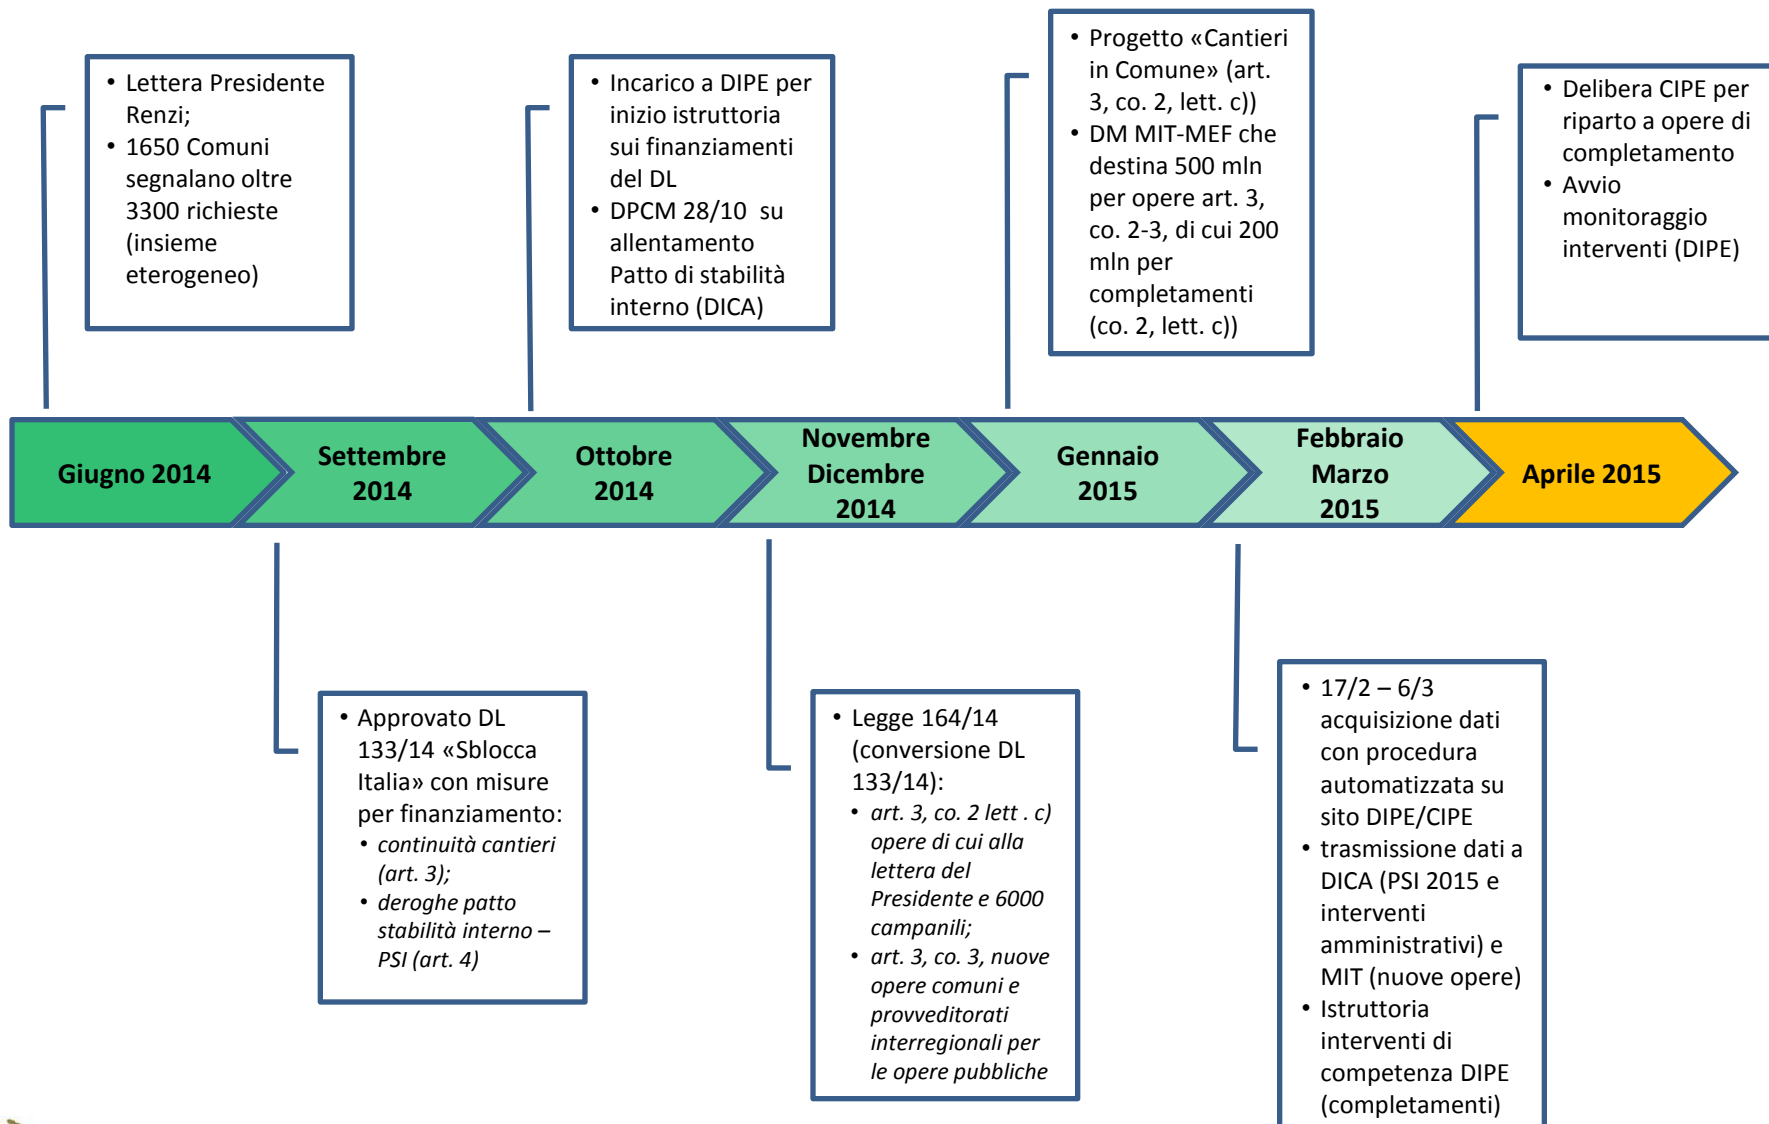 • Lettera Presidente
Renzi;
• 1650 Comuni
segnalano oltre
3300 richieste
(insieme
eterogeneo)
• Incarico a DIPE per
inizio istruttoria
sui finanziamenti
del DL
• DPCM 28/10 su
allentamento
Patto di stabilità
interno (DICA)
• Progetto «Cantieri
in Comune» (art.
3, co. 2, lett. c))
• DM MIT-MEF che
destina 500 mln
per opere art. 3,
co. 2-3, di cui 200
mln per
completamenti
(co. 2, lett. c))
• Delibera CIPE per
riparto a opere di
completamento
• Avvio
monitoraggio
interventi (DIPE)
Giugno 2014
Settembre
2014
Ottobre
2014
Novembre
Dicembre
2014
Gennaio
2015
Febbraio
Marzo
2015
Aprile 2015
• Approvato DL
133/14 «Sblocca
Italia» con misure
per finanziamento:
• continuità cantieri
(art. 3);
• deroghe patto
stabilità interno –
PSI (art. 4)
• Legge 164/14
(conversione DL
133/14):
• art. 3, co. 2 lett . c)
opere di cui alla
lettera del
Presidente e 6000
campanili;
• art. 3, co. 3, nuove
opere comuni e
provveditorati
interregionali per
le opere pubbliche
• 17/2 – 6/3
acquisizione dati
con procedura
automatizzata su
sito DIPE/CIPE
• trasmissione dati a
DICA (PSI 2015 e
interventi
amministrativi) e
MIT (nuove opere)
• Istruttoria
interventi di
competenza DIPE
(completamenti)